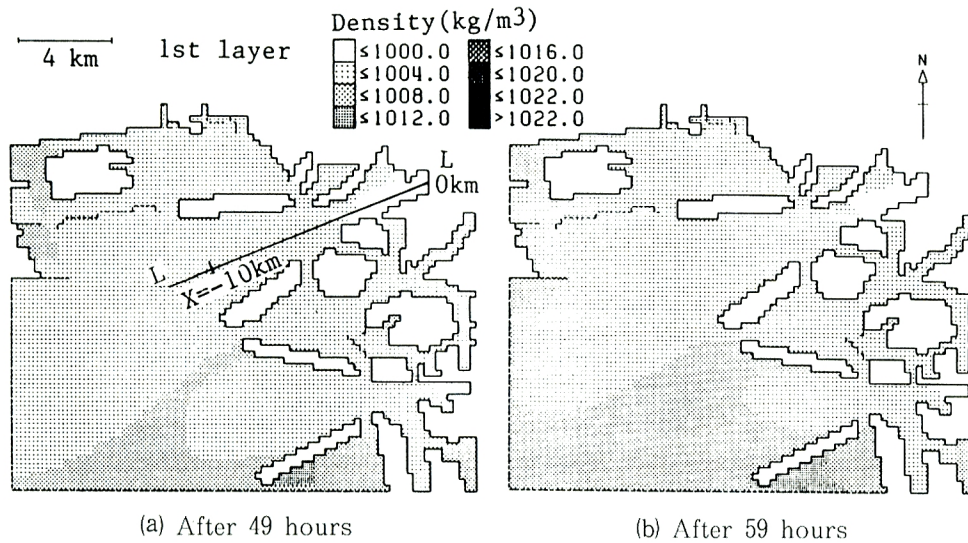 Density(kg/m3)
4 km
1st layer
≤1000.0
≤1004.0
≤1008.0
≤1012.0
≤1016.0
≤1020.0
≤1022.0
>1022.0
N
L
0km
L
X=-10km
(a) After 49 hours
(b) After 59 hours